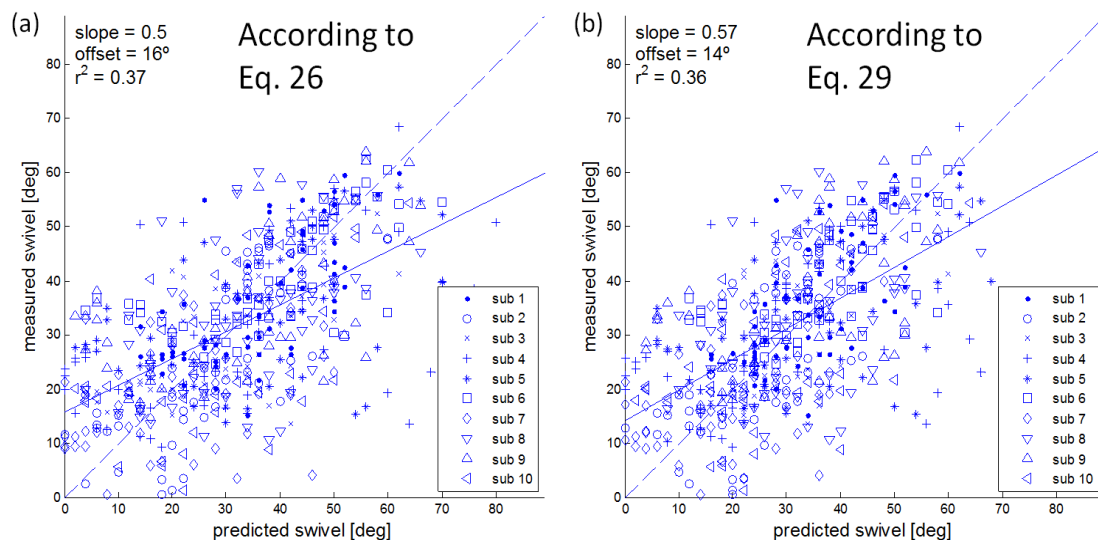 (a)
slope = 0.5
offset = 16º
r² = 0.37
According to
Eq. 26
measured swivel [deg]
80
70
60
50
40
30
20
10
0
0 10 20 30 40 50 60 70 80
predicted swivel [deg]
sub 1
sub 2
sub 3
sub 4
sub 5
sub 6
sub 7
sub 8
sub 9
sub 10
(b)
slope = 0.57
offset = 14º
r² = 0.36
According to
Eq. 29
measured swivel [deg]
80
70
60
50
40
30
20
10
0
0 10 20 30 40 50 60 70 80
predicted swivel [deg]
sub 1
sub 2
sub 3
sub 4
sub 5
sub 6
sub 7
sub 8
sub 9
sub 10